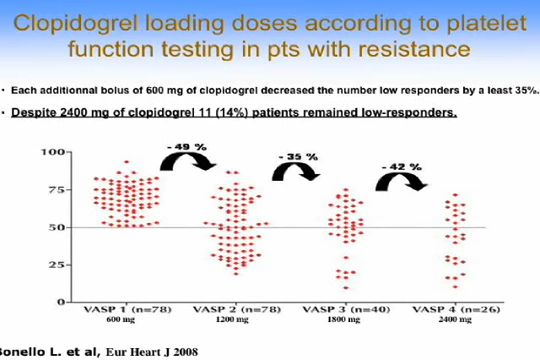 Clopidogrel loading doses according to platelet
function testing in pts with resistance
• Each additionnal bolus of 600 mg of clopidogrel decreased the number low responders by a least 35%.
• Despite 2400 mg of clopidogrel 11 (14%) patients remained low-responders.
- 49 %
- 35 %
- 42 %
100
75
50
25
0
VASP 1 (n=78) VASP 2 (n=78) VASP 3 (n=40) VASP 4 (n=26)
600 mg 1200 mg 1800 mg 2400 mg
Bonello L. et al, Eur Heart J 2008